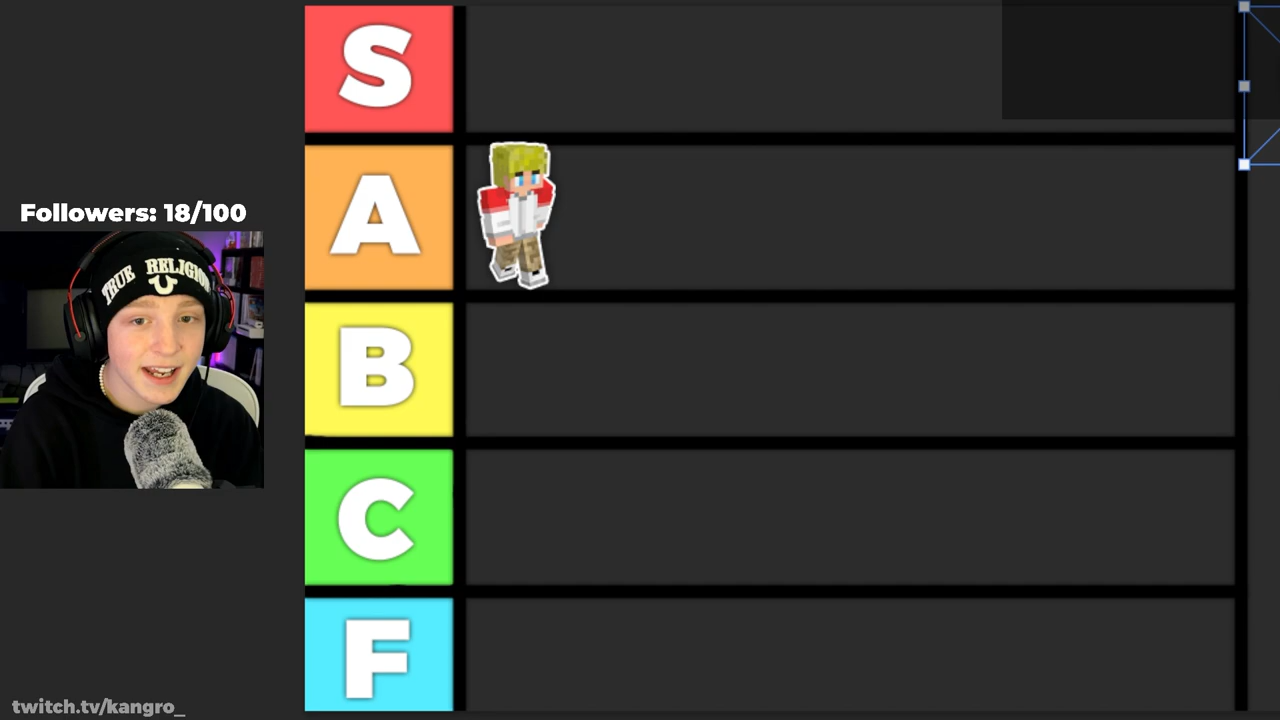 S
A
Followers: 18/100
TRUE RELIGION
B
C
F
twitch.tv/kangro_